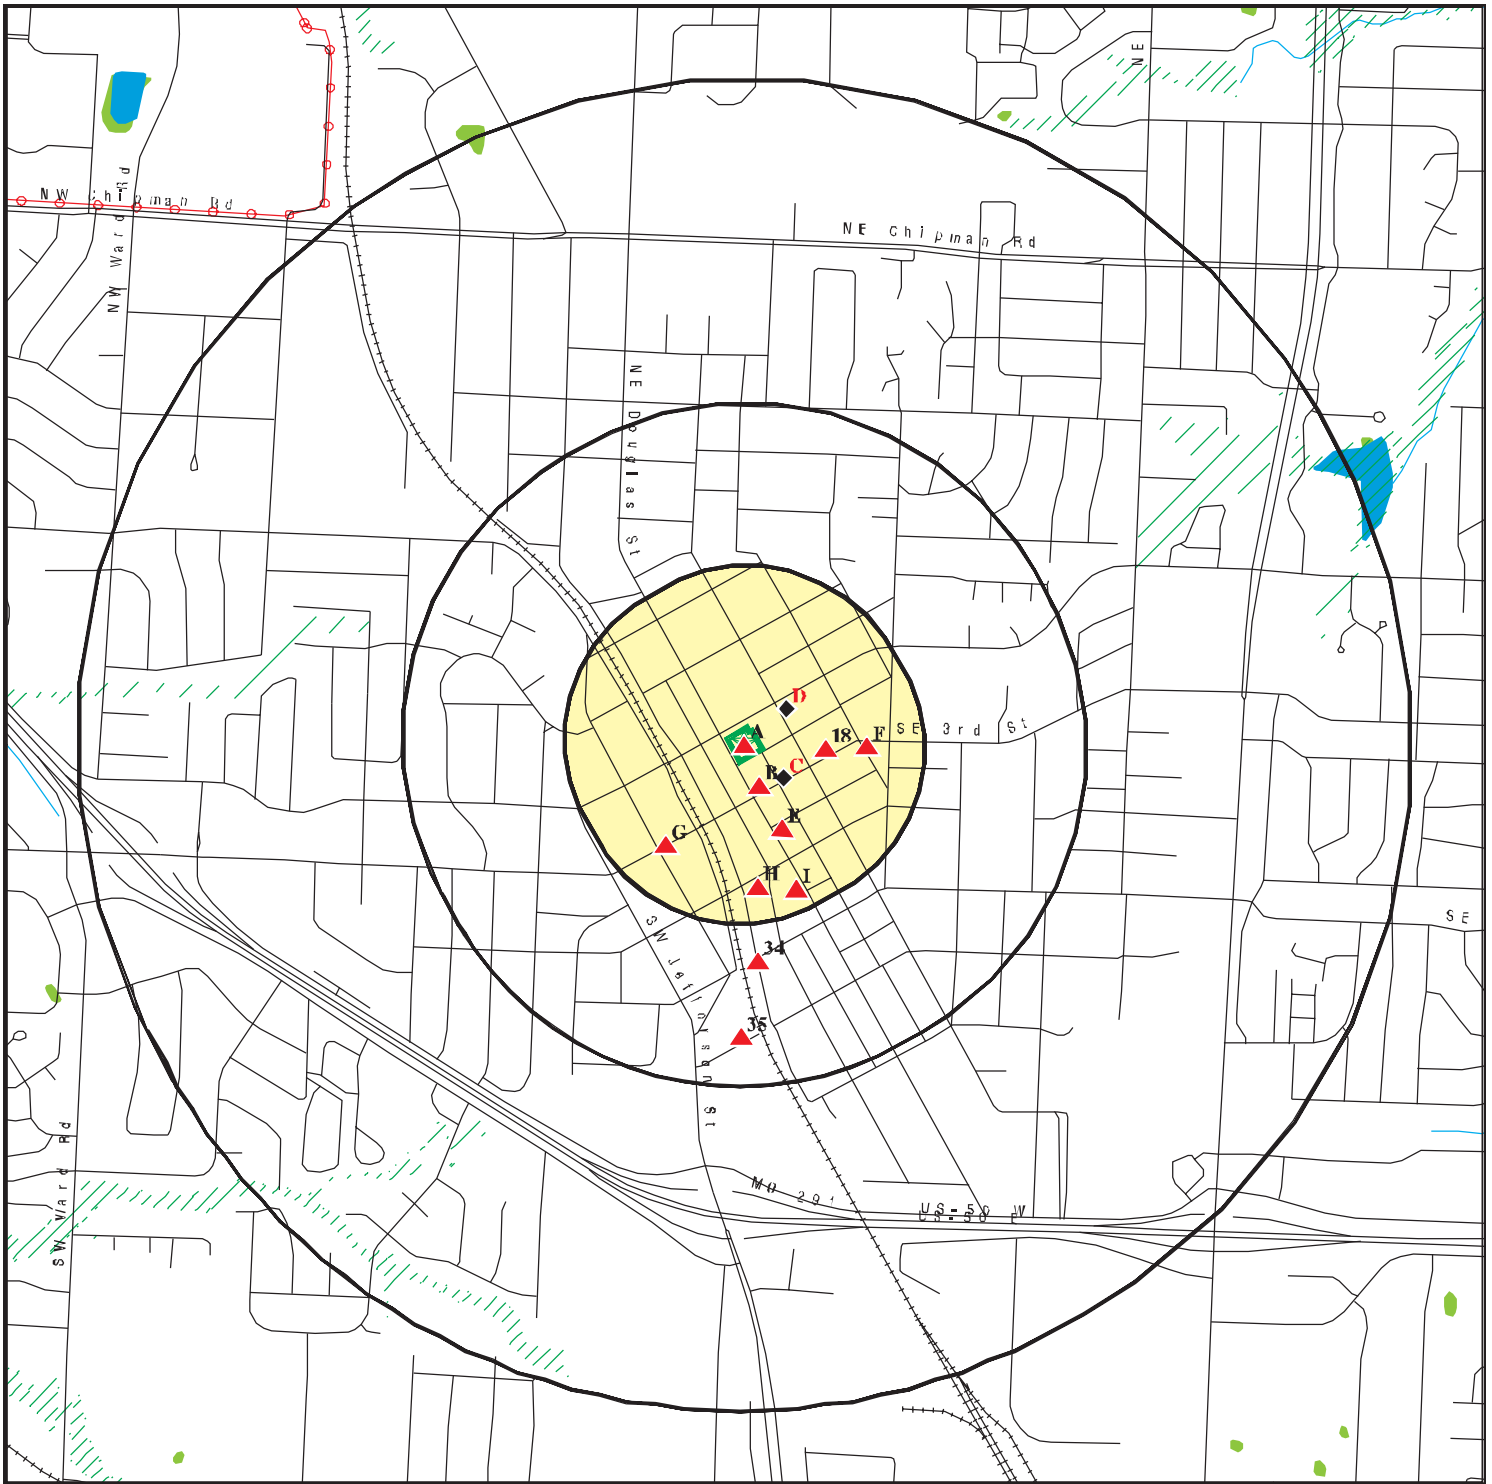 NE
NW Chipman Rd
NW Ward Rd
NE Chipman Rd
NE Douglas St
D
A
18
F
SE 3rd St
C
B
E
G
H
I
SE
SW Jefferson St
34
35
SW Ward Rd
MO 291
US-50 W
US-50 E